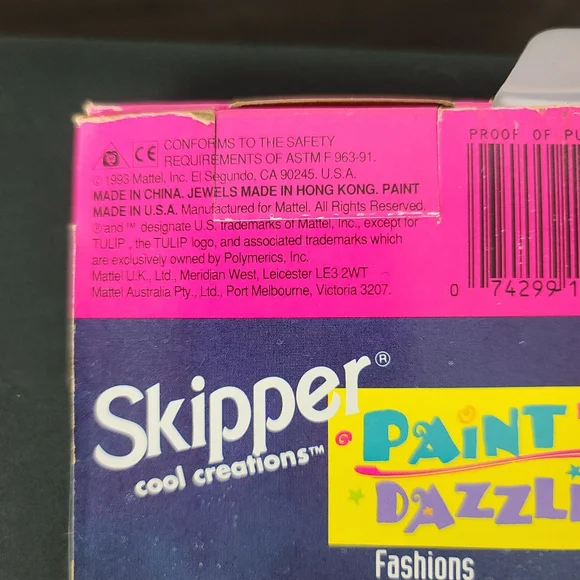 CE CONFORMS TO THE SAFETY
REQUIREMENTS OF ASTM F 963-91.
© 1993 Mattel, Inc. El Segundo, CA 90245. U.S.A.
MADE IN CHINA. JEWELS MADE IN HONG KONG. PAINT
MADE IN U.S.A. Manufactured for Mattel. All Rights Reserved.
® and ™ designate U.S. trademarks of Mattel, Inc., except for
TULIP, the TULIP logo, and associated trademarks which
are exclusively owned by Polymerics, Inc.
Mattel U.K., Ltd., Meridian West, Leicester LE3 2WT
Mattel Australia Pty., Ltd., Port Melbourne, Victoria 3207.
PROOF OF PU
0 74299 1
Skipper®
cool creations™
PAINT
DAZZL
Fashions